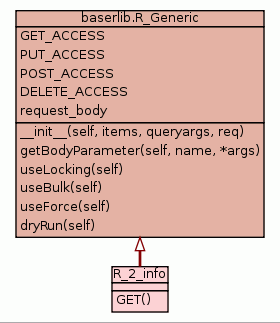 baserlib.R_Generic
GET_ACCESS
PUT_ACCESS
POST_ACCESS
DELETE_ACCESS
request_body
__init__(self, items, queryargs, req)
getBodyParameter(self, name, *args)
useLocking(self)
useBulk(self)
useForce(self)
dryRun(self)
R_2_info
GET()